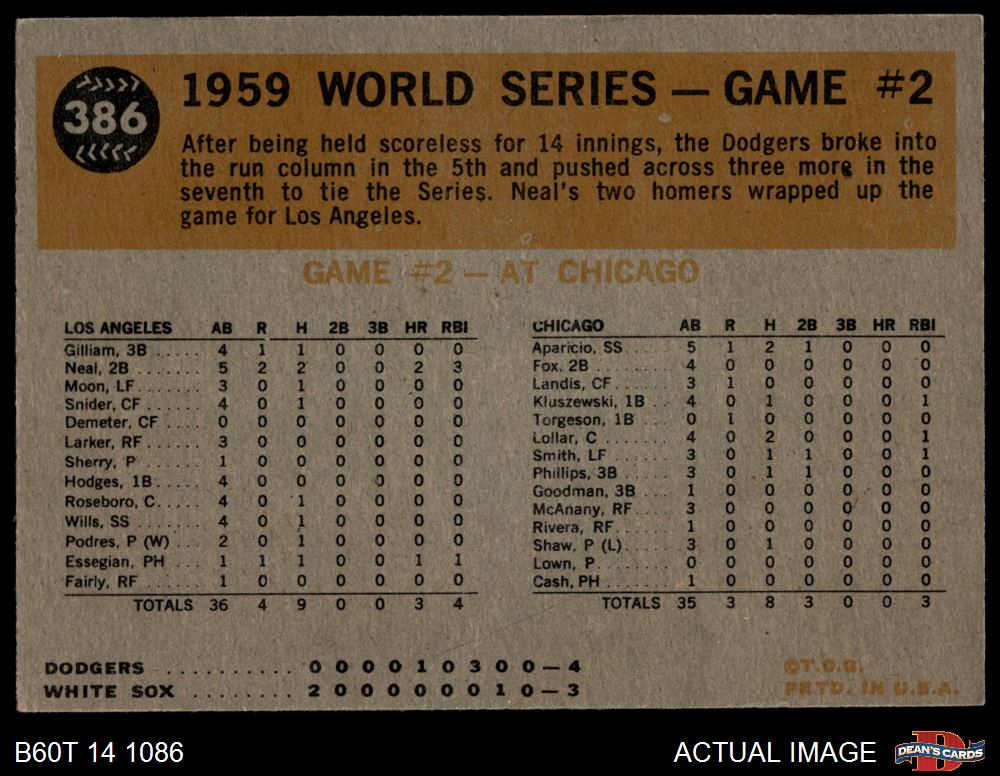 386
1959 WORLD SERIES — GAME #2
After being held scoreless for 14 innings, the Dodgers broke into
the run column in the 5th and pushed across three more in the
seventh to tie the Series. Neal's two homers wrapped up the
game for Los Angeles.
GAME #2 — AT CHICAGO
LOS ANGELES AB R H 2B 3B HR RBI
Gilliam, 3B ..... 4 1 1 0 0 0 0
Neal, 2B ........ 5 2 2 0 0 2 3
Moon, LF ........ 3 0 1 0 0 0 0
Snider, CF ...... 4 0 1 0 0 0 0
Demeter, CF ..... 0 0 0 0 0 0 0
Larker, RF ...... 3 0 0 0 0 0 0
Sherry, P ....... 1 0 0 0 0 0 0
Hodges, 1B ...... 4 0 0 0 0 0 0
Roseboro, C. .... 4 0 1 0 0 0 0
Wills, SS ....... 4 0 1 0 0 0 0
Podres, P (W) ... 2 0 1 0 0 0 0
Essegian, PH .... 1 1 1 0 0 1 1
Fairly, RF ...... 1 0 0 0 0 0 0
TOTALS 36 4 9 0 0 3 4
CHICAGO AB R H 2B 3B HR RBI
Aparicio, SS .... 5 1 2 1 0 0 0
Fox, 2B ......... 4 0 0 0 0 0 0
Landis, CF ...... 3 1 0 0 0 0 0
Kluszewski, 1B .. 4 0 1 0 0 0 1
Torgeson, 1B .... 0 1 0 0 0 0 0
Lollar, C ....... 4 0 2 0 0 0 1
Smith, LF ....... 3 0 1 1 0 0 1
Phillips, 3B .... 3 0 1 1 0 0 0
Goodman, 3B ..... 1 0 0 0 0 0 0
McAnany, RF ..... 3 0 0 0 0 0 0
Rivera, RF ...... 1 0 0 0 0 0 0
Shaw, P (L) ..... 3 0 1 0 0 0 0
Lown, P ......... 0 0 0 0 0 0 0
Cash, PH ........ 1 0 0 0 0 0 0
TOTALS 35 3 8 3 0 0 3
DODGERS .......... 0 0 0 0 1 0 3 0 0 — 4
WHITE SOX ........ 2 0 0 0 0 0 0 1 0 — 3
©T.C.G.
PRTD. IN U.S.A.
B60T 14 1086
ACTUAL IMAGE
DEAN'S CARDS